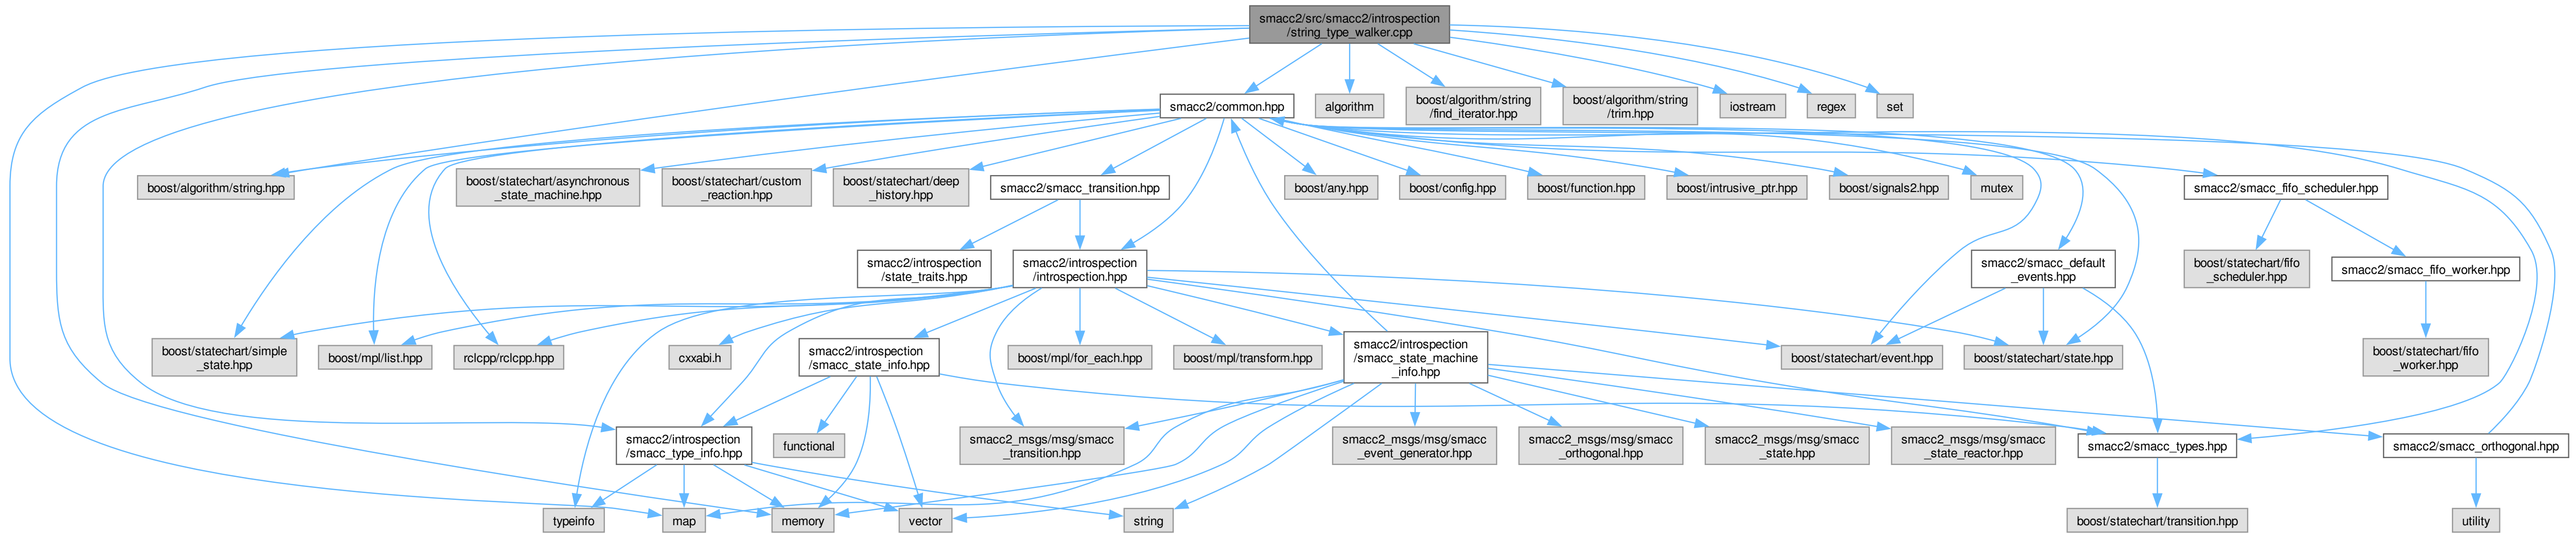 smacc2/src/smacc2/introspection
/string_type_walker.cpp
smacc2/common.hpp
algorithm
boost/algorithm/string
/find_iterator.hpp
boost/algorithm/string
/trim.hpp
iostream
regex
set
boost/algorithm/string.hpp
boost/statechart/asynchronous
_state_machine.hpp
boost/statechart/custom
_reaction.hpp
boost/statechart/deep
_history.hpp
smacc2/smacc_transition.hpp
boost/any.hpp
boost/config.hpp
boost/function.hpp
boost/intrusive_ptr.hpp
boost/signals2.hpp
mutex
smacc2/smacc_fifo_scheduler.hpp
smacc2/introspection
/state_traits.hpp
smacc2/introspection
/introspection.hpp
smacc2/smacc_default
_events.hpp
boost/statechart/fifo
_scheduler.hpp
smacc2/smacc_fifo_worker.hpp
boost/statechart/simple
_state.hpp
boost/mpl/list.hpp
rclcpp/rclcpp.hpp
cxxabi.h
smacc2/introspection
/smacc_state_info.hpp
boost/mpl/for_each.hpp
boost/mpl/transform.hpp
smacc2/introspection
/smacc_state_machine
_info.hpp
boost/statechart/event.hpp
boost/statechart/state.hpp
boost/statechart/fifo
_worker.hpp
smacc2/introspection
/smacc_type_info.hpp
functional
smacc2_msgs/msg/smacc
_transition.hpp
smacc2_msgs/msg/smacc
_event_generator.hpp
smacc2_msgs/msg/smacc
_orthogonal.hpp
smacc2_msgs/msg/smacc
_state.hpp
smacc2_msgs/msg/smacc
_state_reactor.hpp
smacc2/smacc_types.hpp
smacc2/smacc_orthogonal.hpp
typeinfo
map
memory
vector
string
boost/statechart/transition.hpp
utility